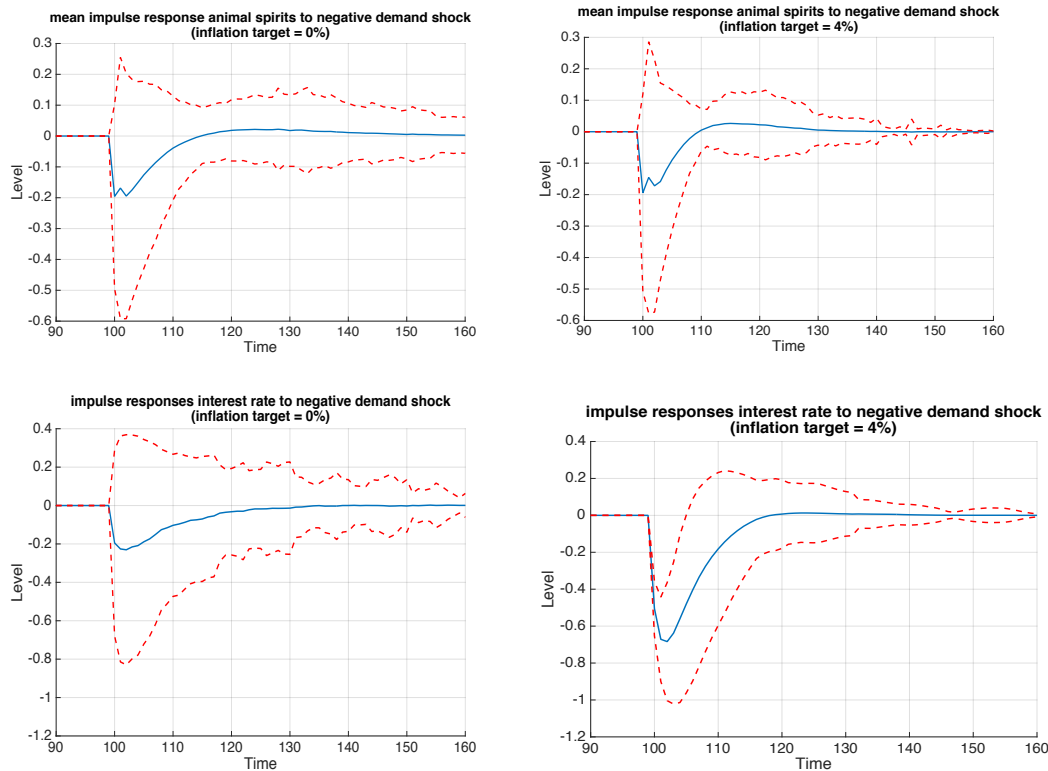 mean impulse response animal spirits to negative demand shock
(inflation target = 0%)
0.3
0.2
0.1
0
-0.1
-0.2
-0.3
-0.4
-0.5
-0.6
Level
90 100 110 120 130 140 150 160
Time
mean impulse response animal spirits to negative demand shock
(inflation target = 4%)
0.3
0.2
0.1
0
-0.1
-0.2
-0.3
-0.4
-0.5
-0.6
Level
90 100 110 120 130 140 150 160
Time
impulse responses interest rate to negative demand shock
(inflation target = 0%)
0.4
0.2
0
-0.2
-0.4
-0.6
-0.8
-1
-1.2
Level
90 100 110 120 130 140 150 160
Time
impulse responses interest rate to negative demand shock
(inflation target = 4%)
0.4
0.2
0
-0.2
-0.4
-0.6
-0.8
-1
-1.2
Level
90 100 110 120 130 140 150 160
Time